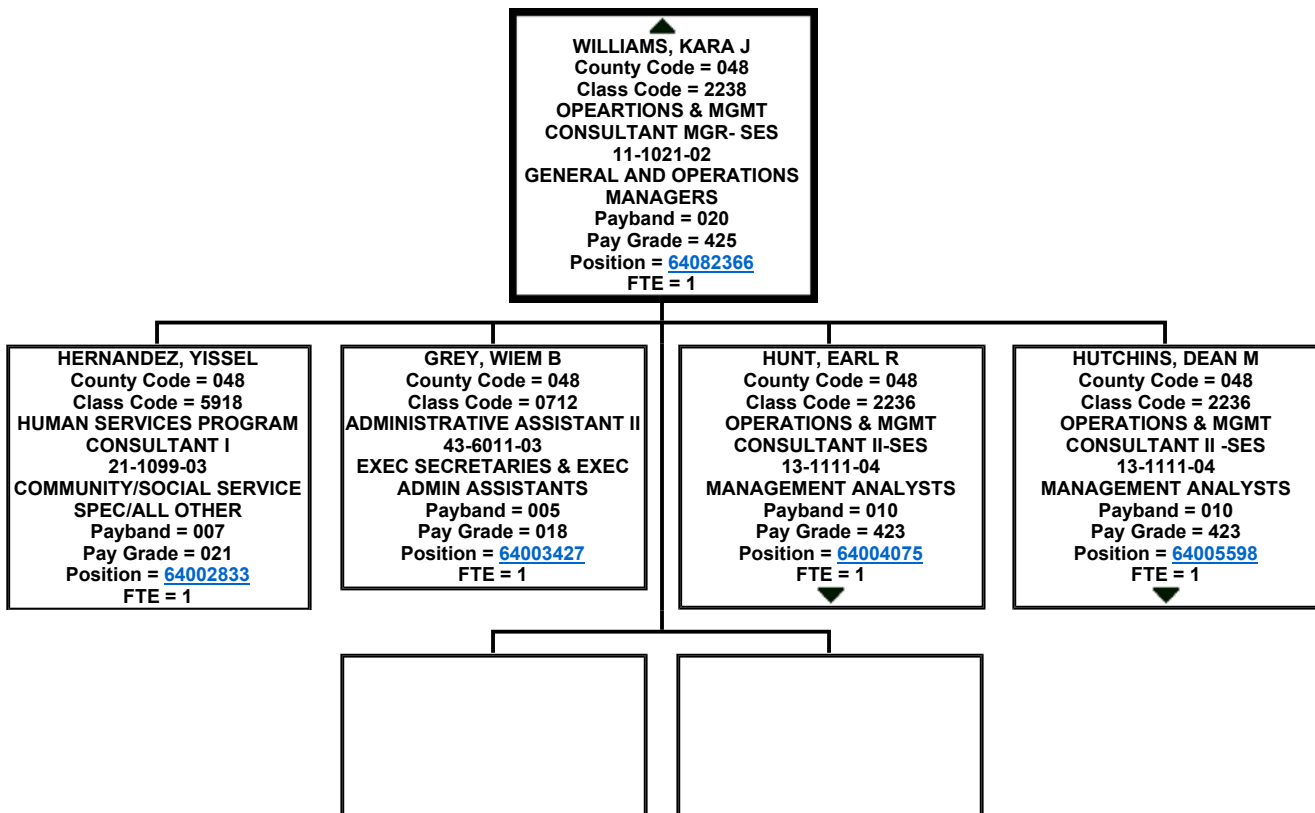 WILLIAMS, KARA J
County Code = 048
Class Code = 2238
OPEARTIONS & MGMT
CONSULTANT MGR- SES
11-1021-02
GENERAL AND OPERATIONS
MANAGERS
Payband = 020
Pay Grade = 425
Position = 64082366
FTE = 1
HERNANDEZ, YISSEL
County Code = 048
Class Code = 5918
HUMAN SERVICES PROGRAM
CONSULTANT I
21-1099-03
COMMUNITY/SOCIAL SERVICE
SPEC/ALL OTHER
Payband = 007
Pay Grade = 021
Position = 64002833
FTE = 1
GREY, WIEM B
County Code = 048
Class Code = 0712
ADMINISTRATIVE ASSISTANT II
43-6011-03
EXEC SECRETARIES & EXEC
ADMIN ASSISTANTS
Payband = 005
Pay Grade = 018
Position = 64003427
FTE = 1
HUNT, EARL R
County Code = 048
Class Code = 2236
OPERATIONS & MGMT
CONSULTANT II-SES
13-1111-04
MANAGEMENT ANALYSTS
Payband = 010
Pay Grade = 423
Position = 64004075
FTE = 1
HUTCHINS, DEAN M
County Code = 048
Class Code = 2236
OPERATIONS & MGMT
CONSULTANT II -SES
13-1111-04
MANAGEMENT ANALYSTS
Payband = 010
Pay Grade = 423
Position = 64005598
FTE = 1